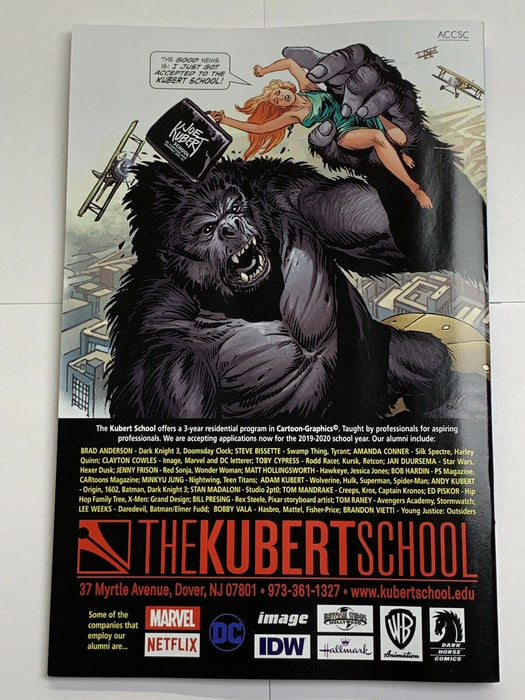 ACCSC
THE GOOD NEWS
IS: I JUST GOT
ACCEPTED TO THE
KUBERT SCHOOL!
JOE
KUBERT
SCHOOL
The Kubert School offers a 3-year residential program in Cartoon-Graphics®. Taught by professionals for aspiring
professionals. We are accepting applications now for the 2019-2020 school year. Our alumni include:
BRAD ANDERSON - Dark Knight 3, Doomsday Clock; STEVE BISSETTE - Swamp Thing, Tyrant; AMANDA CONNER - Silk Spectre, Harley
Quinn; CLAYTON COWLES - Image, Marvel and DC letterer; TOBY CYPRESS - Rodd Racer, Kursk, Rotzon; JAN DUURSEMA - Star Wars,
Hexer Dusk; JENNY FRISON - Red Sonja, Wonder Woman; MATT HOLLINGSWORTH - Hawkeye, Jessica Jones; BOB HARDIN - PS Magazine,
CARtoons Magazine; MINKYU JUNG - Nightwing, Teen Titans; ADAM KUBERT - Wolverine, Hulk, Superman, Spider-Man; ANDY KUBERT
- Origin, 1602, Batman, Dark Knight 3; STAN MADALONI - Studio 2pt0; TOM MANDRAKE - Creeps, Kros, Captain Kronos; ED PISKOR - Hip
Hop Family Tree, X-Men: Grand Design; BILL PRESING - Rex Steele, Pixar storyboard artist; TOM RANEY - Avengers Academy, Stormwatch;
LEE WEEKS - Daredevil, Batman/Elmer Fudd; BOBBY VALA - Hasbro, Mattel, Fisher-Price; BRANDON VIETTI - Young Justice: Outsiders
THE KUBERT SCHOOL
37 Myrtle Avenue, Dover, NJ 07801 • 973-361-1327 • www.kubertschool.edu
Some of the
companies that
employ our
alumni are...
MARVEL
NETFLIX
DC
image
IDW
UNIVERSAL STUDIOS
HOLLYWOOD
Hallmark
WB
Animation
DARK
HORSE
COMICS